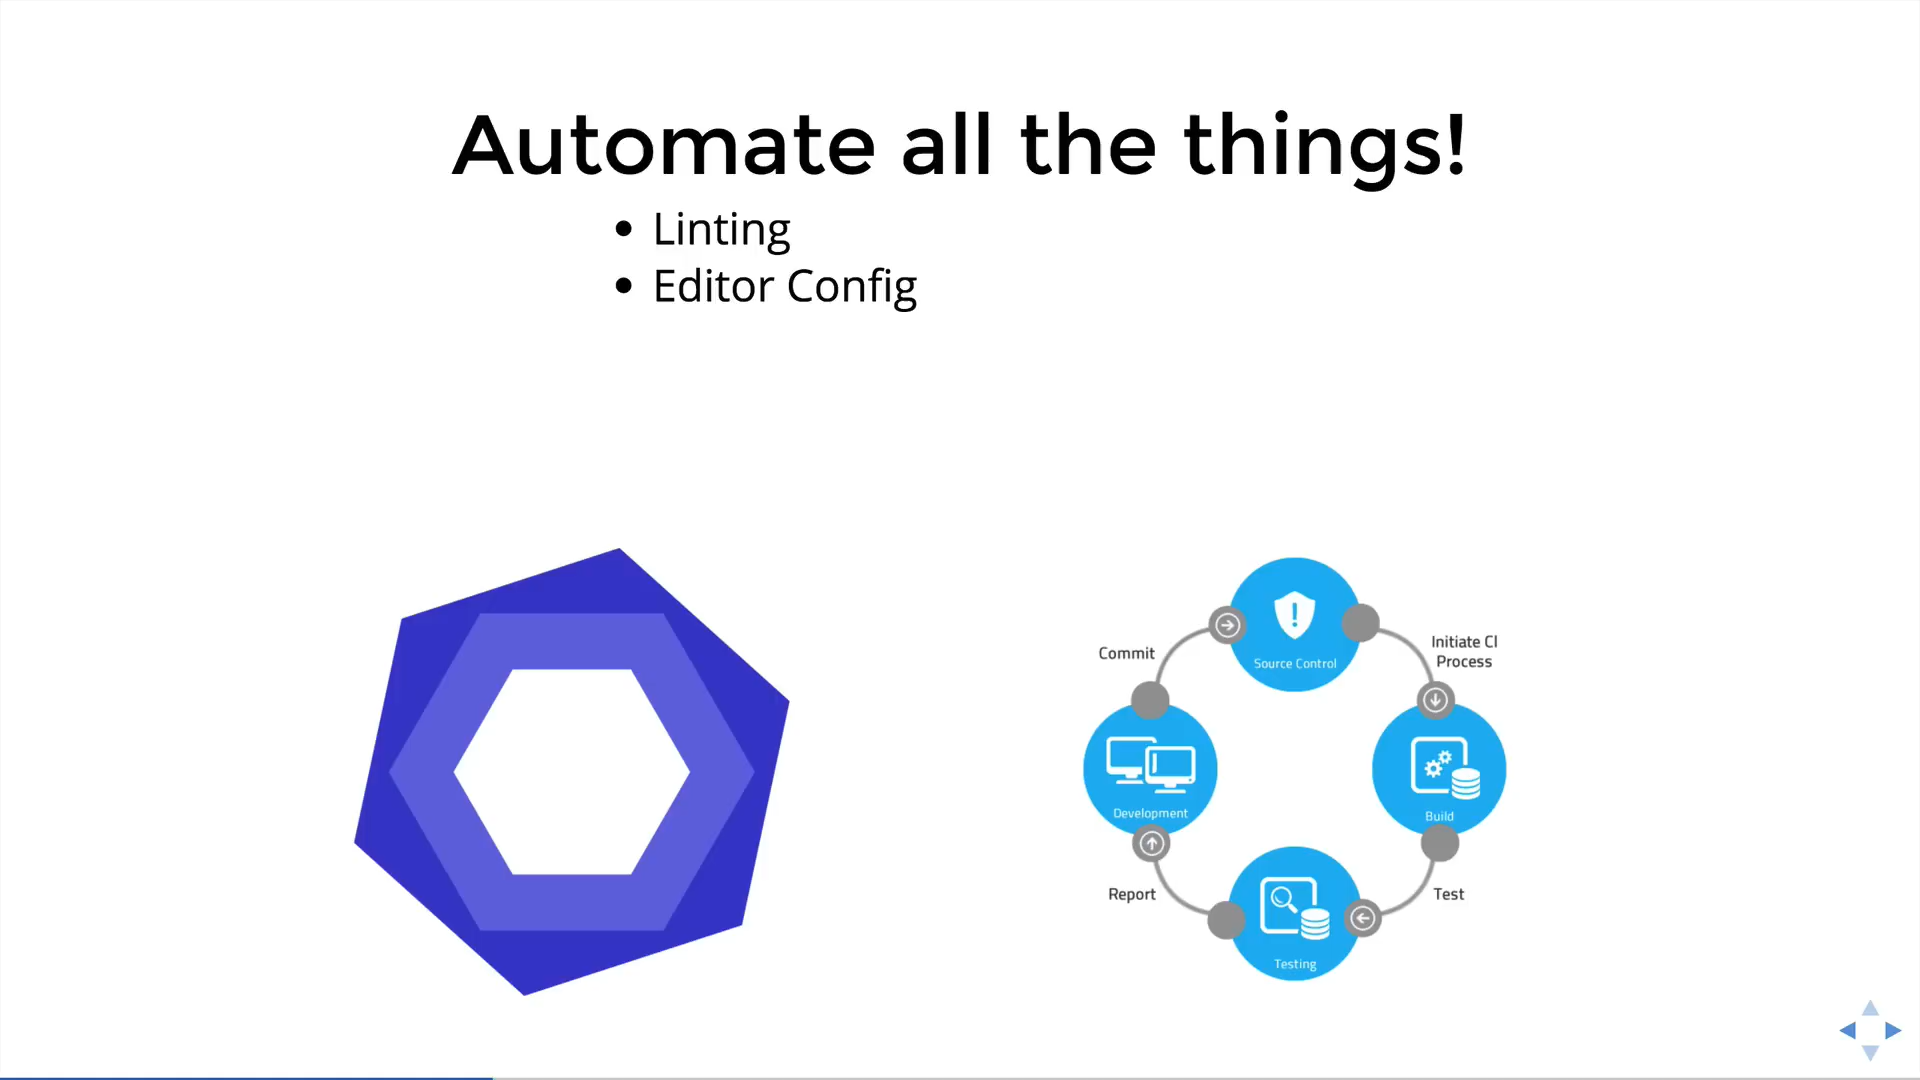 Automate all the things!
Linting
Editor Config
Source Control
Commit
Initiate CI
Process
Development
Build
Report
Test
Testing